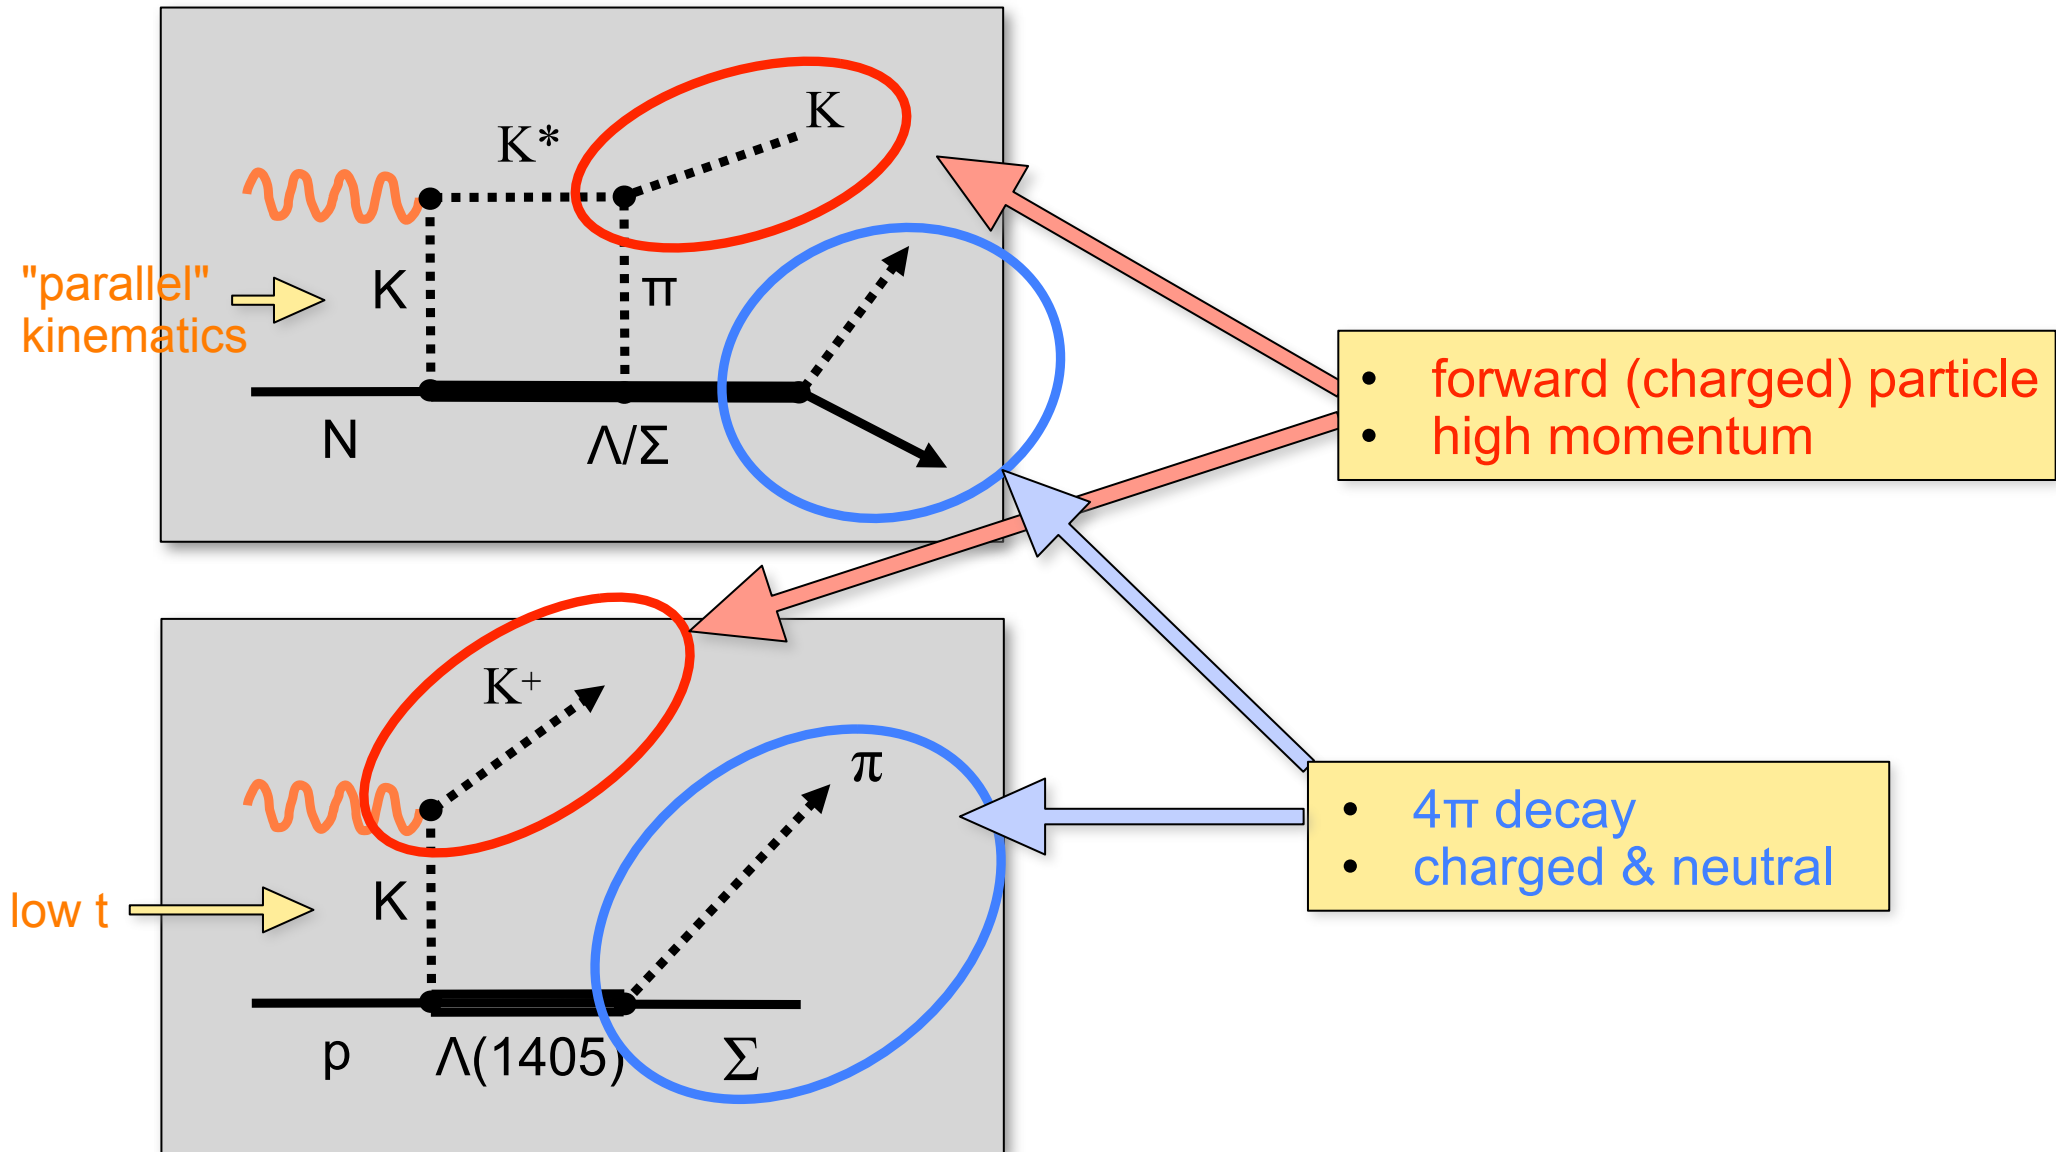 K
K*
"parallel"
kinematics
K
π
N
Λ/Σ
• forward (charged) particle
• high momentum
K⁺
π
low t
K
p
Λ(1405)
Σ
• 4π decay
• charged & neutral